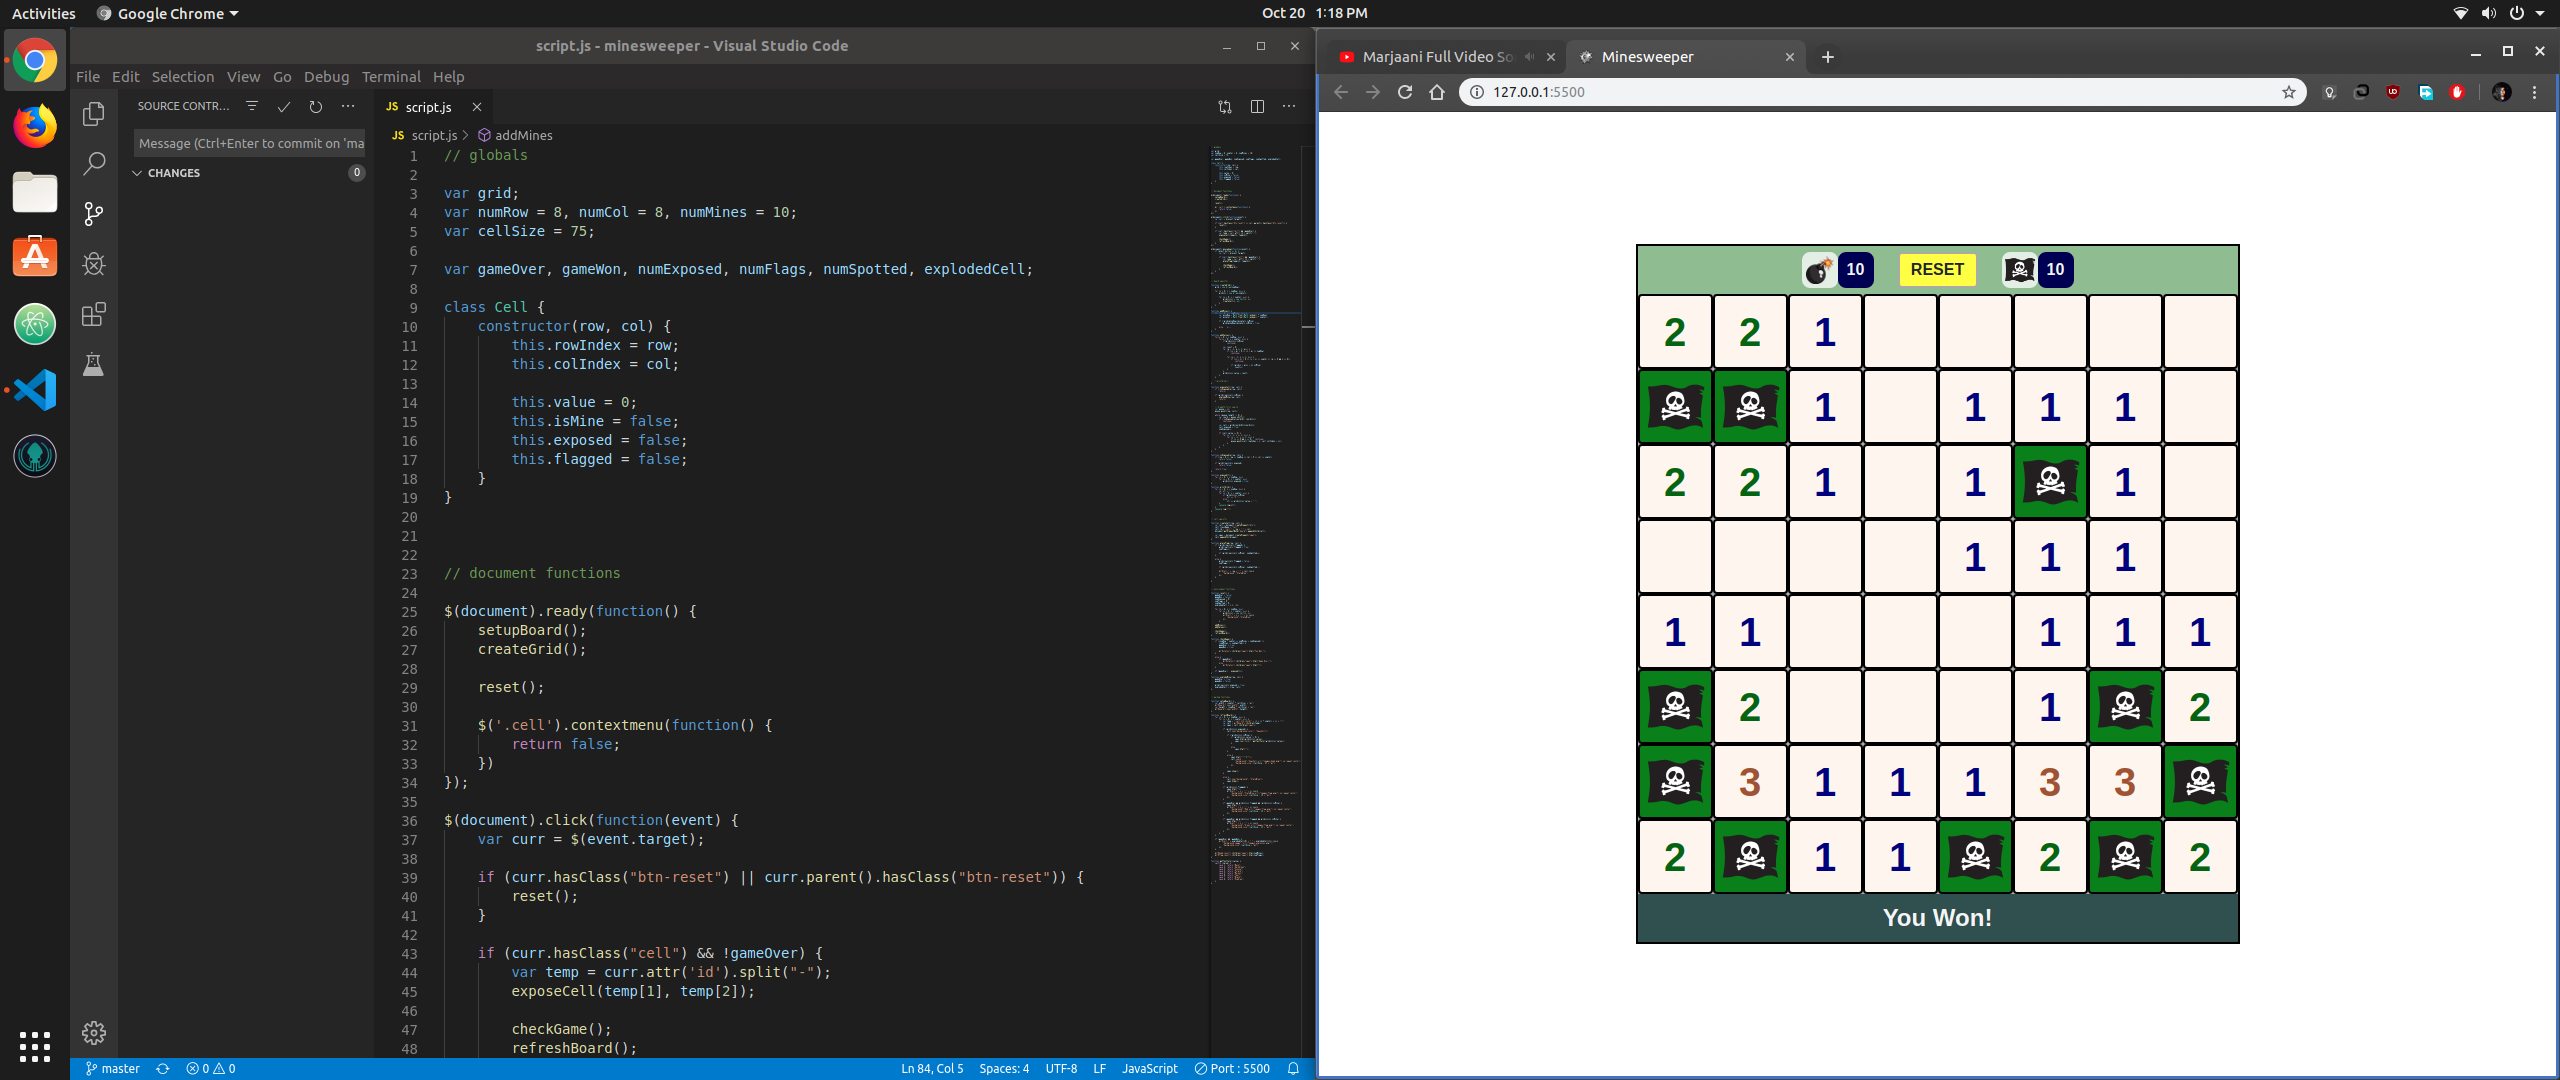 Activities
Google Chrome
Oct 20 1:18 PM
script.js - minesweeper - Visual Studio Code
File Edit Selection View Go Debug Terminal Help
SOURCE CONTR...
Message (Ctrl+Enter to commit on 'ma
CHANGES 0
JS script.js
JS script.js > addMines
1 // globals
2
3 var grid;
4 var numRow = 8, numCol = 8, numMines = 10;
5 var cellSize = 75;
6
7 var gameOver, gameWon, numExposed, numFlags, numSpotted, explodedCell;
8
9 class Cell {
10 constructor(row, col) {
11 this.rowIndex = row;
12 this.colIndex = col;
13
14 this.value = 0;
15 this.isMine = false;
16 this.exposed = false;
17 this.flagged = false;
18 }
19 }
20
21
22
23 // document functions
24
25 $(document).ready(function() {
26 setupBoard();
27 createGrid();
28
29 reset();
30
31 $('.cell').contextmenu(function() {
32 return false;
33 })
34 });
35
36 $(document).click(function(event) {
37 var curr = $(event.target);
38
39 if (curr.hasClass("btn-reset") || curr.parent().hasClass("btn-reset")) {
40 reset();
41 }
42
43 if (curr.hasClass("cell") && !gameOver) {
44 var temp = curr.attr('id').split("-");
45 exposeCell(temp[1], temp[2]);
46
47 checkGame();
48 refreshBoard();
master 0 0
Ln 84, Col 5 Spaces: 4 UTF-8 LF JavaScript Port : 5500
Marjaani Full Video So
Minesweeper
127.0.0.1:5500
10 RESET 10
2 2 1
1 1 1 1
2 2 1 1 1
1 1 1
1 1 1 1 1
2 1 2
3 1 1 1 3 3
2 1 1 2 2
You Won!